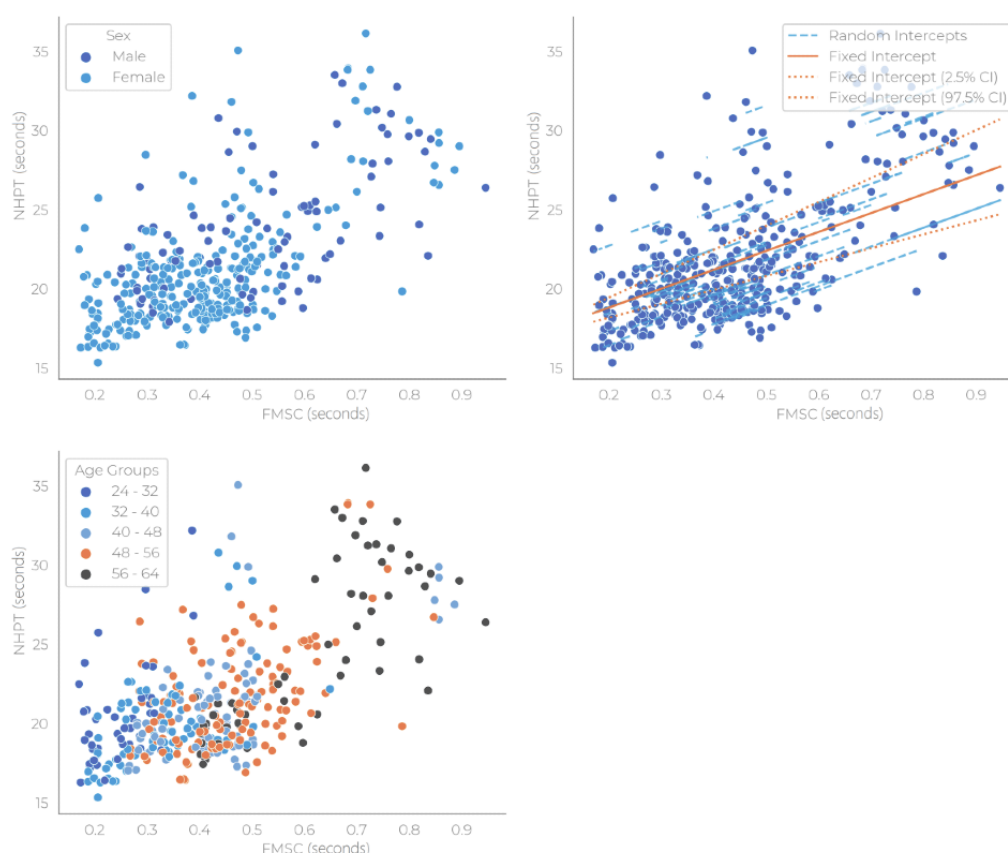 Sex
Male
Female
NHPT (seconds)
35
30
25
20
15
0.2 0.3 0.4 0.5 0.6 0.7 0.8 0.9
FMSC (seconds)
Random Intercepts
Fixed Intercept
Fixed Intercept (2.5% CI)
Fixed Intercept (97.5% CI)
NHPT (seconds)
35
30
25
20
15
0.2 0.3 0.4 0.5 0.6 0.7 0.8 0.9
FMSC (seconds)
Age Groups
24 - 32
32 - 40
40 - 48
48 - 56
56 - 64
NHPT (seconds)
35
30
25
20
15
0.2 0.3 0.4 0.5 0.6 0.7 0.8 0.9
FMSC (seconds)